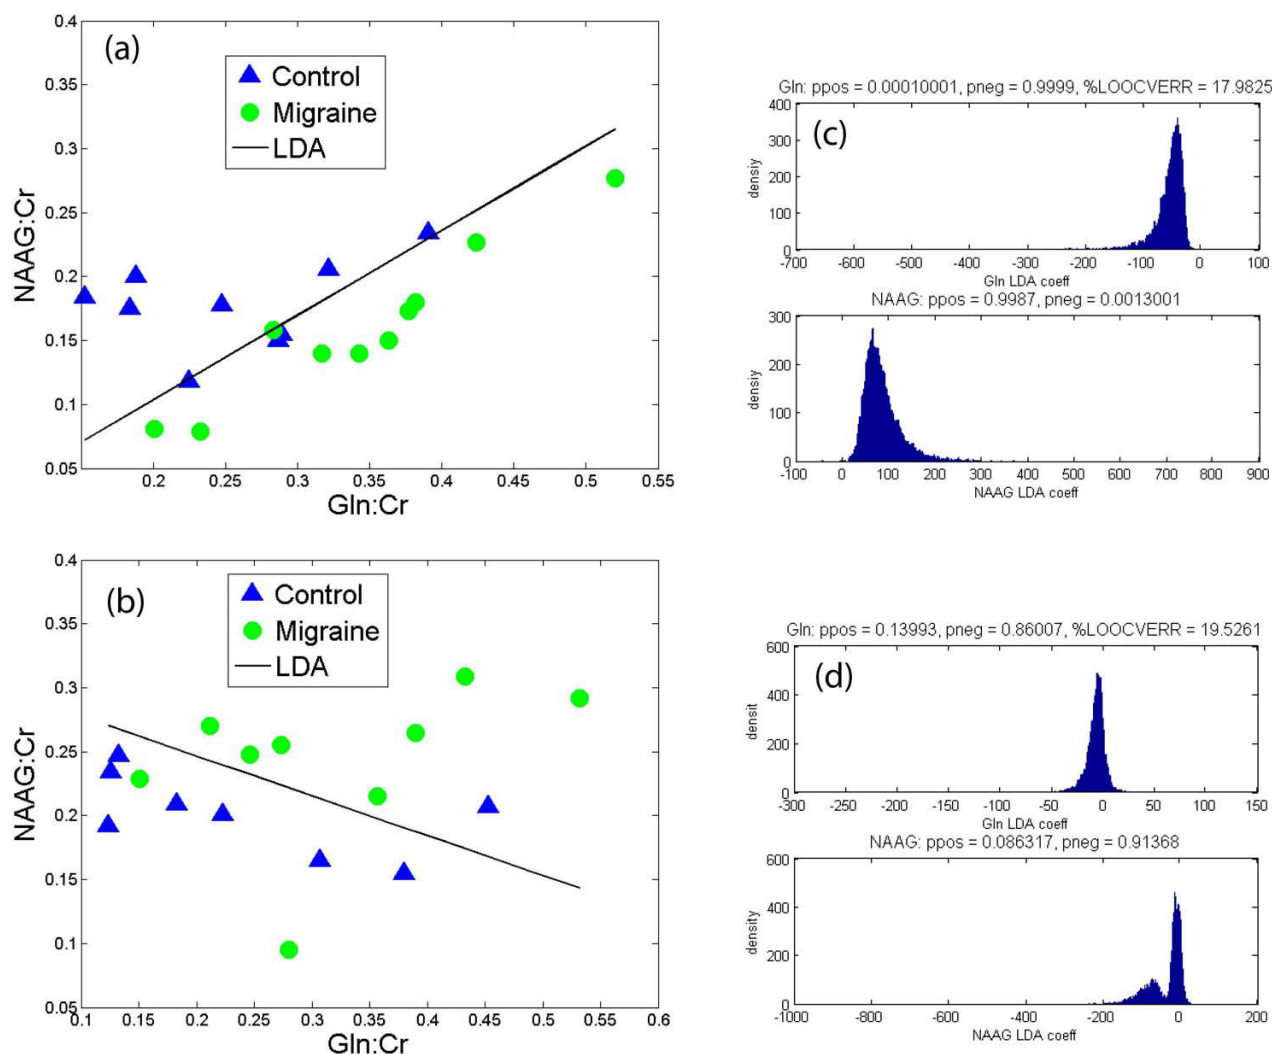 (a)
Control
Migraine
LDA
0.4
0.35
0.3
0.25
0.2
0.15
0.1
0.05
NAAG:Cr
0.2 0.25 0.3 0.35 0.4 0.45 0.5 0.55
Gln:Cr
(b)
Control
Migraine
LDA
0.4
0.35
0.3
0.25
0.2
0.15
0.1
0.05
NAAG:Cr
0.1 0.15 0.2 0.25 0.3 0.35 0.4 0.45 0.5 0.55 0.6
Gln:Cr
Gln: ppos = 0.00010001, pneg = 0.9999, %LOOCVERR = 17.9825
(c)
400
300
200
100
0
densiy
-700 -600 -500 -400 -300 -200 -100 0 100
Gln LDA coeff
NAAG: ppos = 0.9987, pneg = 0.0013001
300
200
100
0
densiy
-100 0 100 200 300 400 500 600 700 800 900
NAAG LDA coeff
Gln: ppos = 0.13993, pneg = 0.86007, %LOOCVERR = 19.5261
(d)
600
400
200
0
densit
-300 -250 -200 -150 -100 -50 0 50 100 150
Gln LDA coeff
NAAG: ppos = 0.086317, pneg = 0.91368
600
400
200
0
density
-1000 -800 -600 -400 -200 0 200
NAAG LDA coeff